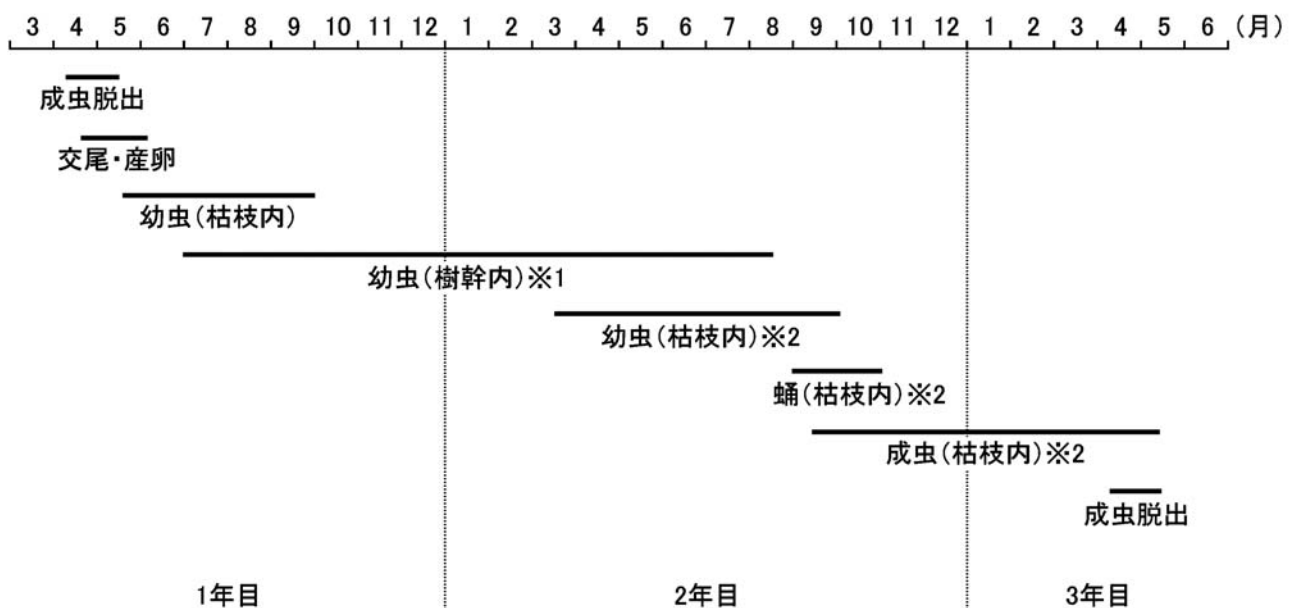 3 4 5 6 7 8 9 10 11 12 1 2 3 4 5 6 7 8 9 10 11 12 1 2 3 4 5 6 (月)
成虫脱出
交尾・産卵
幼虫(枯枝内)
幼虫(樹幹内)※1
幼虫(枯枝内)※2
蛹(枯枝内)※2
成虫(枯枝内)※2
成虫脱出
1年目 2年目 3年目